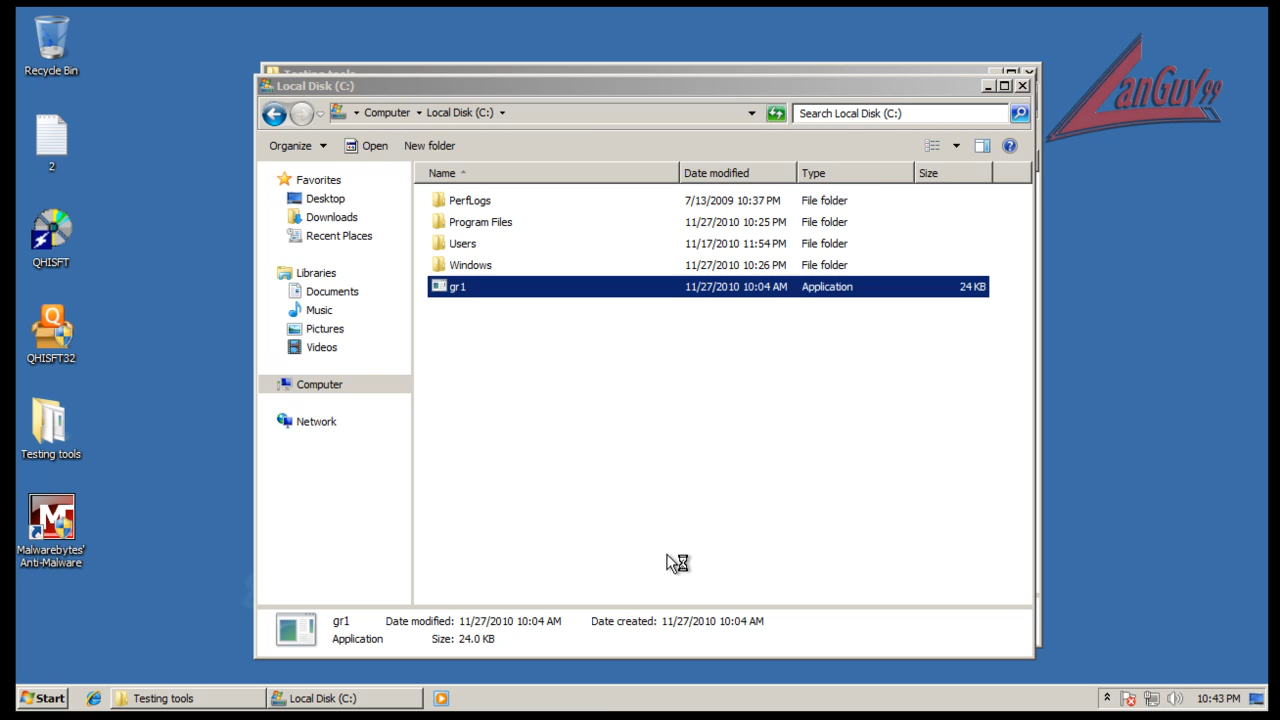 Recycle Bin
2
QHISFT
QHISFT32
Testing tools
Malwarebytes'
Anti-Malware
LanGuy99
Testing tools
Local Disk (C:)
Computer
Local Disk (C:)
Search Local Disk (C:)
Organize
Open
New folder
Favorites
Desktop
Downloads
Recent Places
Libraries
Documents
Music
Pictures
Videos
Computer
Network
Name Date modified Type Size
PerfLogs 7/13/2009 10:37 PM File folder
Program Files 11/27/2010 10:25 PM File folder
Users 11/17/2010 11:54 PM File folder
Windows 11/27/2010 10:26 PM File folder
gr1 11/27/2010 10:04 AM Application 24 KB
gr1 Date modified: 11/27/2010 10:04 AM Date created: 11/27/2010 10:04 AM
Application Size: 24.0 KB
Start
Testing tools
Local Disk (C:)
10:43 PM